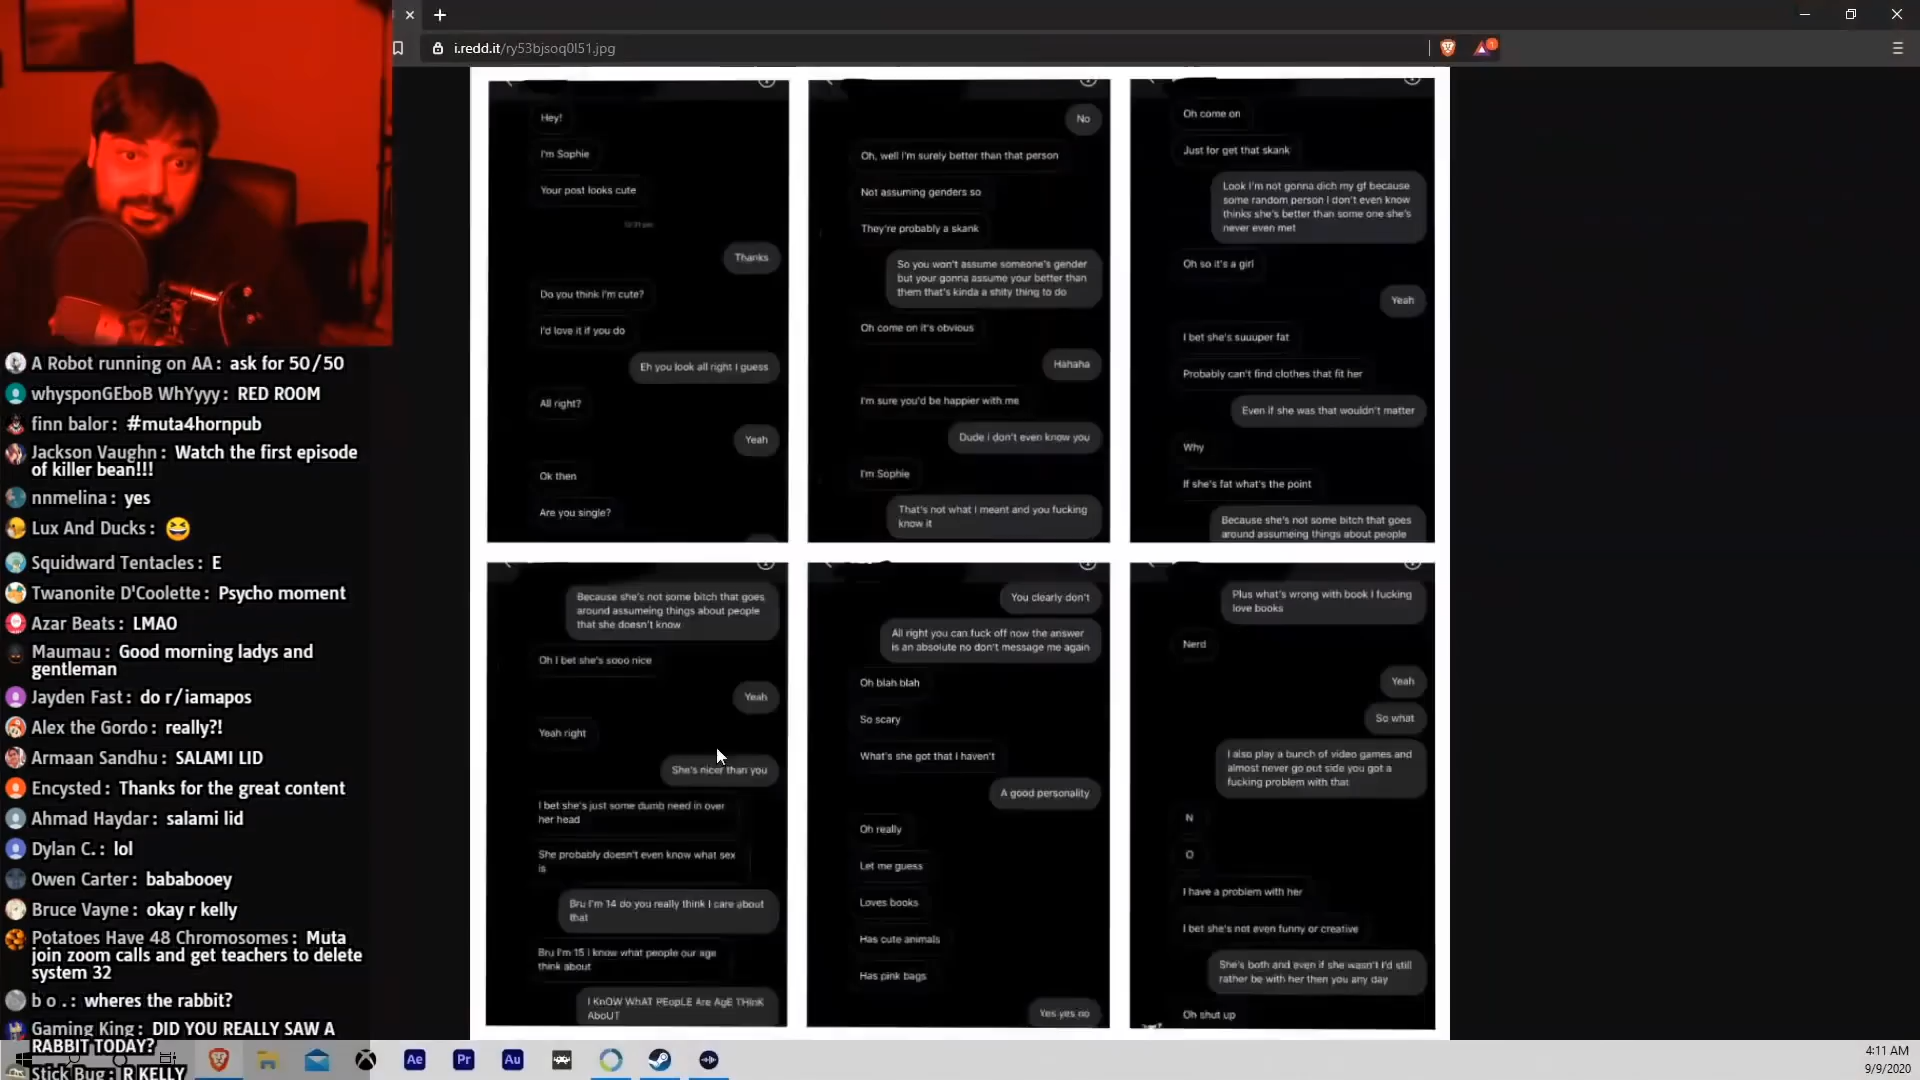 i.redd.it/ry53bjsoq0l51.jpg
Hey!
I'm Sophie
Your post looks cute
Thanks
Do you think I'm cute?
I'd love it if you do
Eh you look all right I guess
All right?
Yeah
Ok then
Are you single?
No
Oh, well I'm surely better than that person
Not assuming genders so
They're probably a skank
So you won't assume someone's gender
but your gonna assume your better than
them that's kinda a shity thing to do
Oh come on it's obvious
Hahaha
I'm sure you'd be happier with me
Dude i don't even know you
I'm Sophie
That's not what I meant and you fucking
know it
Oh come on
Just for get that skank
Look I'm not gonna dich my gf because
some random person I don't even know
thinks she's better than some one she's
never even met
Oh so it's a girl
Yeah
I bet she's suuuper fat
Probably can't find clothes that fit her
Even if she was that wouldn't matter
Why
If she's fat what's the point
Because she's not some bitch that goes
around assumeing things about people
Because she's not some bitch that goes
around assumeing things about people
that she doesn't know
Oh I bet she's sooo nice
Yeah
Yeah right
She's nicer than you
I bet she's just some dumb need in over
her head
She probably doesn't even know what sex
is
Bru I'm 14 do you really think I care about
that
Bru I'm 15 I know what people our age
think about
I KnOW WhAT PEopLE Are AgE THInK
AboUT
You clearly don't
All right you can fuck off now the answer
is an absolute no don't message me again
Oh blah blah
So scary
What's she got that I haven't
A good personality
Oh really
Let me guess
Loves books
Has cute animals
Has pink bags
Yes yes no
Plus what's wrong with book I fucking
love books
Nerd
Yeah
So what
I also play a bunch of video games and
almost never go out side you got a
fucking problem with that
N
O
I have a problem with her
I bet she's not even funny or creative
She's both and even if she wasn't I'd still
rather be with her then you any day
Oh shut up
A Robot running on AA: ask for 50/50
whysponGEboB WhYyyy: RED ROOM
finn balor: #muta4hornpub
Jackson Vaughn: Watch the first episode
of killer bean!!!
nnmelina: yes
Lux And Ducks: 😆
Squidward Tentacles: E
Twanonite D'Coolette: Psycho moment
Azar Beats: LMAO
Maumau: Good morning ladys and
gentleman
Jayden Fast: do r/iamapos
Alex the Gordo: really?!
Armaan Sandhu: SALAMI LID
Encysted: Thanks for the great content
Ahmad Haydar: salami lid
Dylan C.: lol
Owen Carter: bababooey
Bruce Vayne: okay r kelly
Potatoes Have 48 Chromosomes: Muta
join zoom calls and get teachers to delete
system 32
b o .: wheres the rabbit?
Gaming King: DID YOU REALLY SAW A
RABBIT TODAY?
Stick Bug: R KELLY
Ae
Pr
Au
4:11 AM
9/9/2020